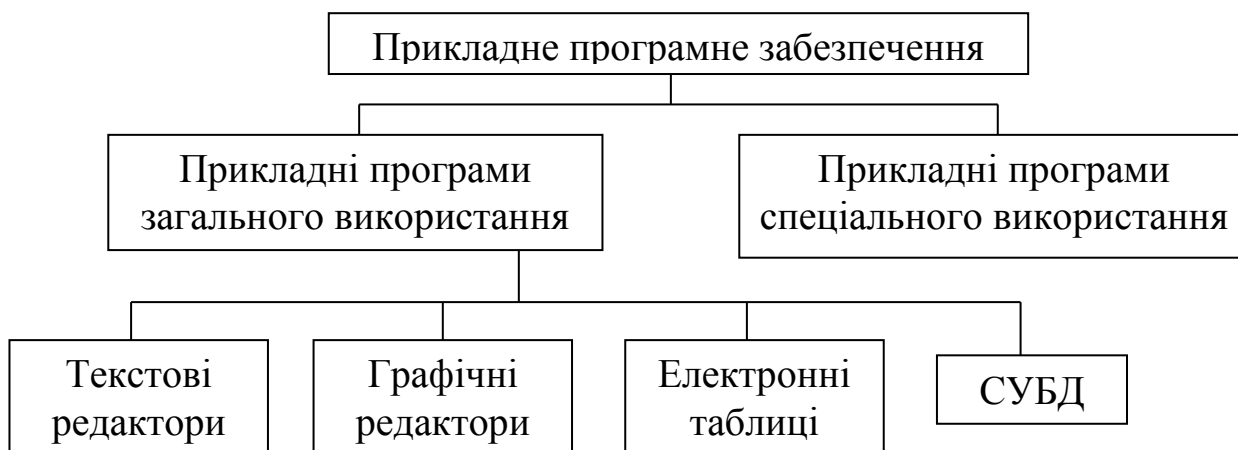 Прикладне програмне забезпечення
Прикладні програми
загального використання
Прикладні програми
спеціального використання
Текстові
редактори
Графічні
редактори
Електронні
таблиці
СУБД